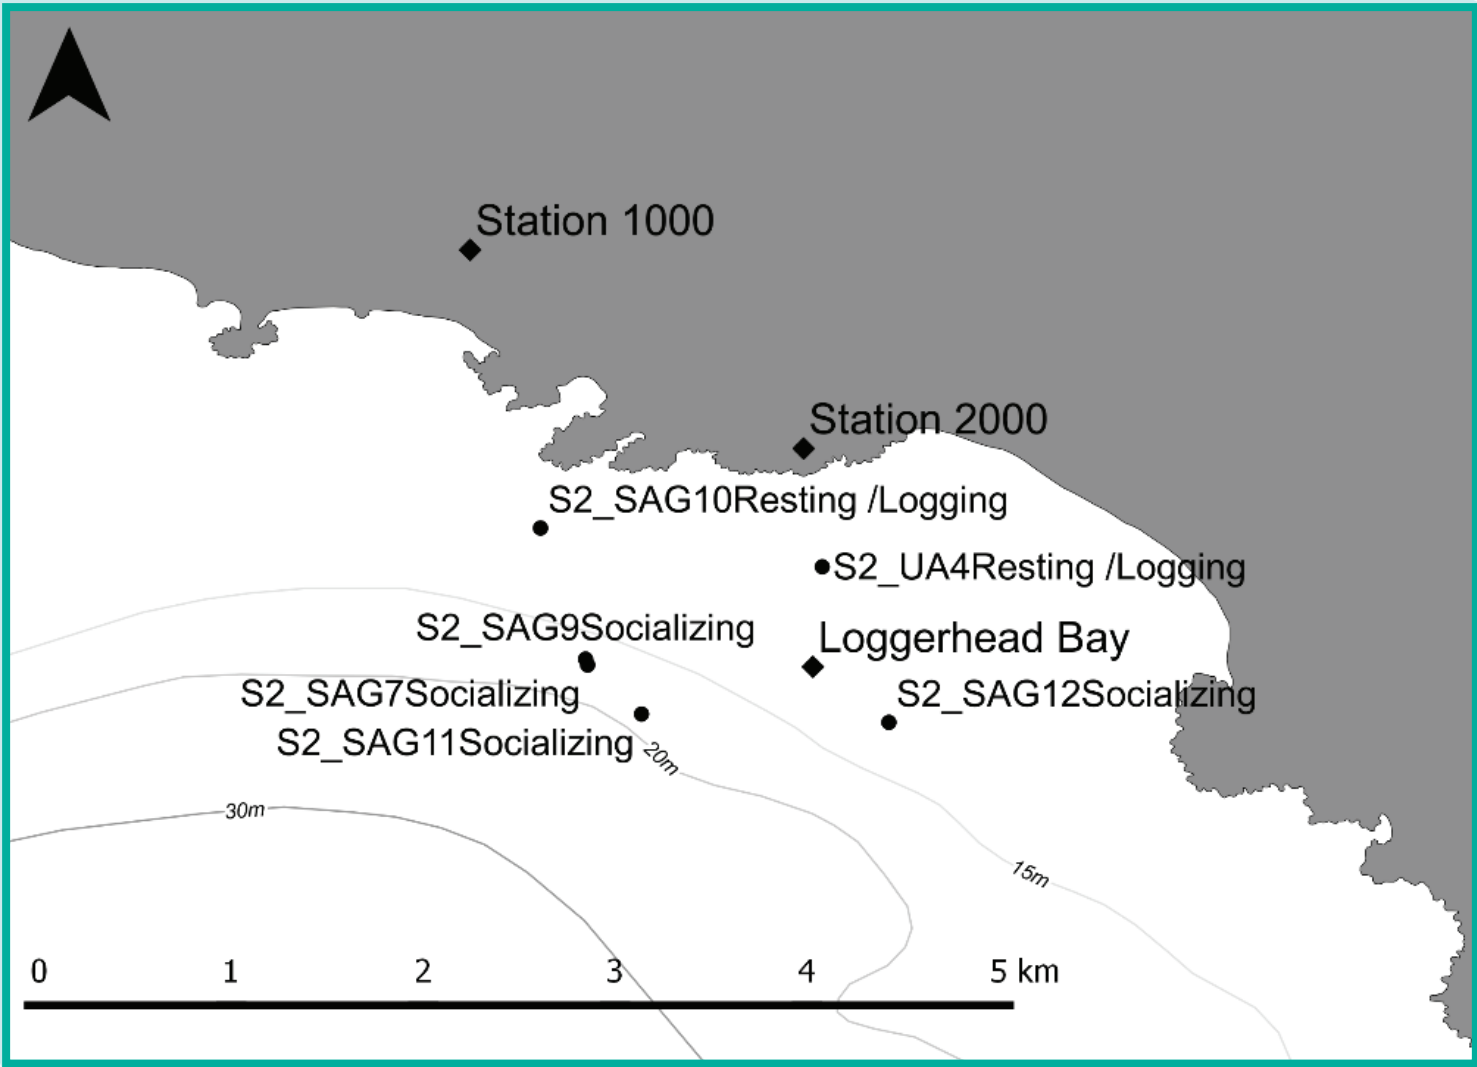 Station 1000
Station 2000
S2_SAG10Resting /Logging
S2_UA4Resting /Logging
S2_SAG9Socializing
Loggerhead Bay
S2_SAG7Socializing
S2_SAG12Socializing
S2_SAG11Socializing
20m
30m
15m
0 1 2 3 4 5 km